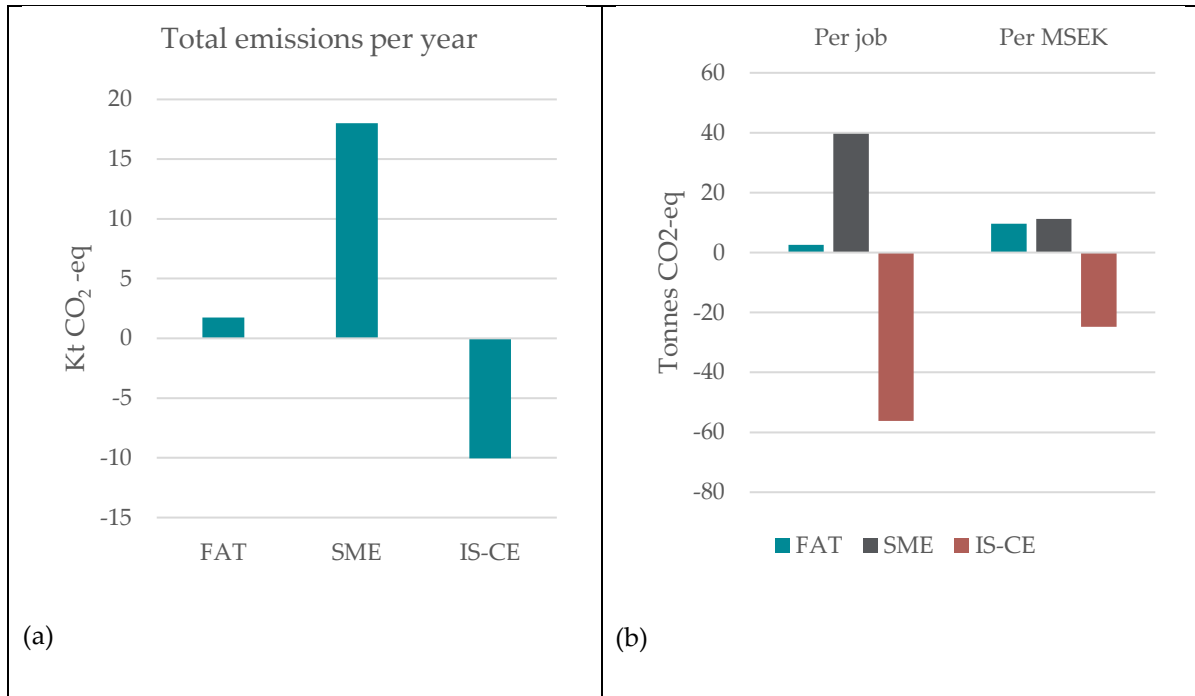 Total emissions per year
Kt CO₂ -eq
20
15
10
5
0
-5
-10
-15
FAT SME IS-CE
(a)
Per job Per MSEK
Tonnes CO2-eq
60
40
20
0
-20
-40
-60
-80
FAT SME IS-CE
(b)